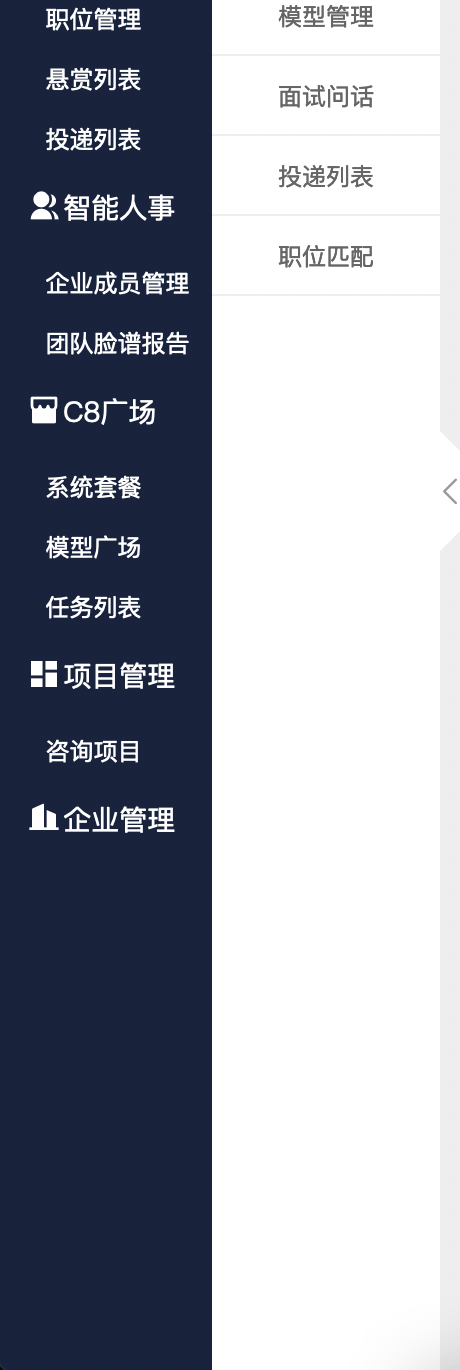 职位管理
悬赏列表
投递列表
智能人事
企业成员管理
团队脸谱报告
C8广场
系统套餐
模型广场
任务列表
项目管理
咨询项目
企业管理
模型管理
面试问话
投递列表
职位匹配